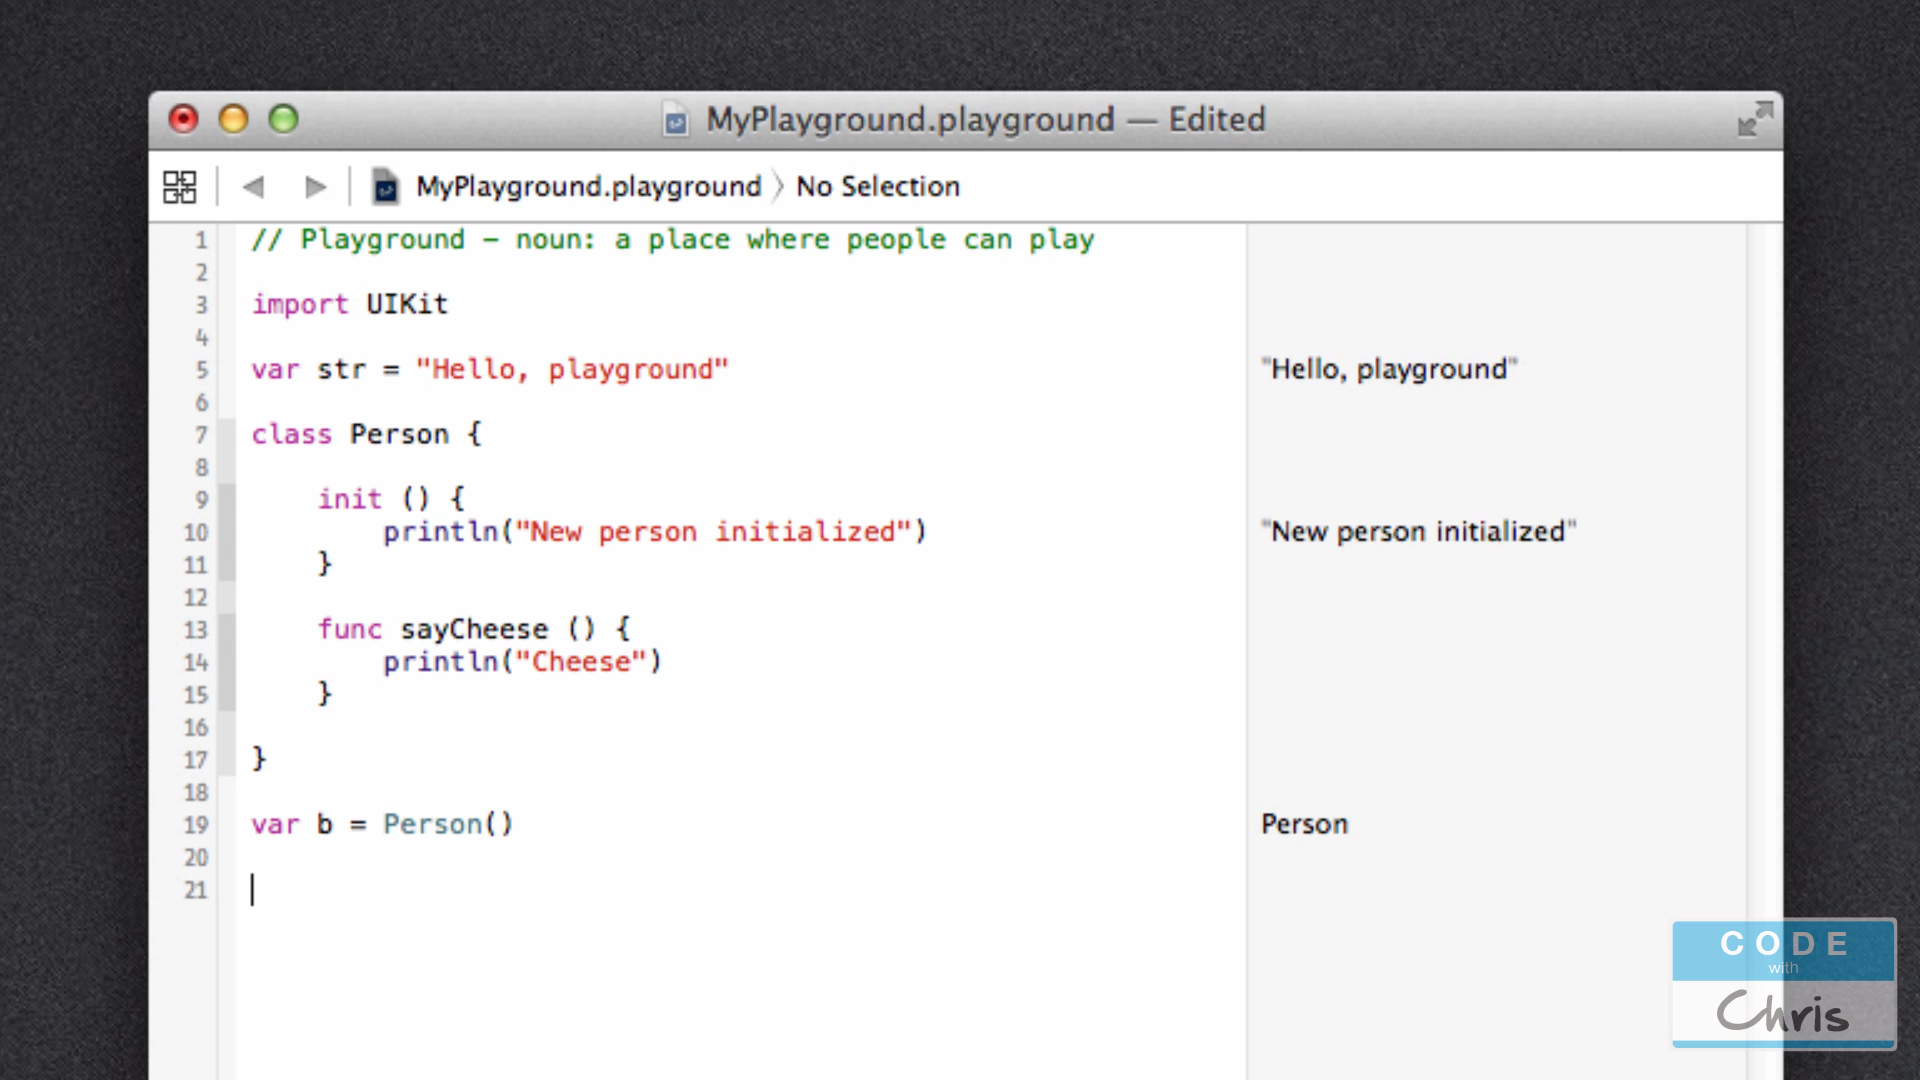 MyPlayground.playground — Edited
MyPlayground.playground 〉 No Selection
1 // Playground - noun: a place where people can play
2
3 import UIKit
4
5 var str = "Hello, playground" "Hello, playground"
6
7 class Person {
8
9 init () {
10 println("New person initialized") "New person initialized"
11 }
12
13 func sayCheese () {
14 println("Cheese")
15 }
16
17 }
18
19 var b = Person() Person
20
21
CODE
with
Chris